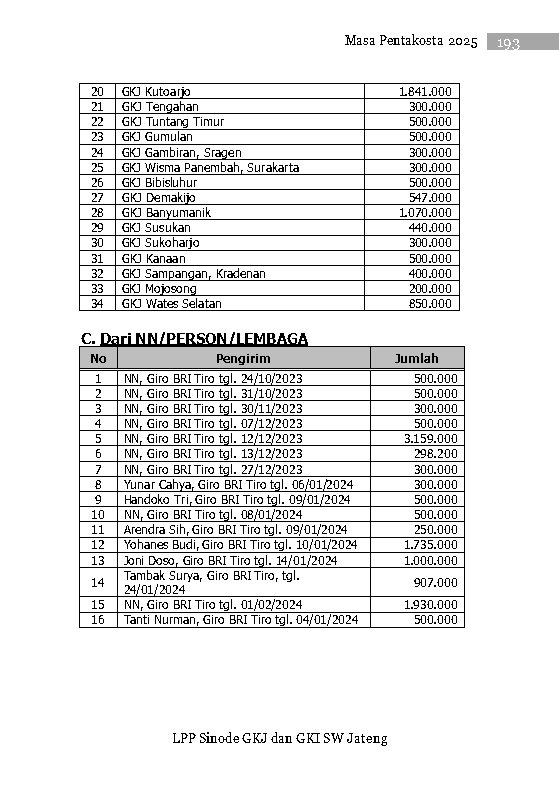 Masa Pentakosta 2025 193
20 GKJ Kutoarjo 1.841.000
21 GKJ Tengahan 300.000
22 GKJ Tuntang Timur 500.000
23 GKJ Gumulan 500.000
24 GKJ Gambiran, Sragen 300.000
25 GKJ Wisma Panembah, Surakarta 300.000
26 GKJ Bibisluhur 500.000
27 GKJ Demakijo 547.000
28 GKJ Banyumanik 1.070.000
29 GKJ Susukan 440.000
30 GKJ Sukoharjo 300.000
31 GKJ Kanaan 500.000
32 GKJ Sampangan, Kradenan 400.000
33 GKJ Mojosong 200.000
34 GKJ Wates Selatan 850.000
C. Dari NN/PERSON/LEMBAGA
No Pengirim Jumlah
1 NN, Giro BRI Tiro tgl. 24/10/2023 500.000
2 NN, Giro BRI Tiro tgl. 31/10/2023 500.000
3 NN, Giro BRI Tiro tgl. 30/11/2023 300.000
4 NN, Giro BRI Tiro tgl. 07/12/2023 500.000
5 NN, Giro BRI Tiro tgl. 12/12/2023 3.159.000
6 NN, Giro BRI Tiro tgl. 13/12/2023 298.200
7 NN, Giro BRI Tiro tgl. 27/12/2023 300.000
8 Yunar Cahya, Giro BRI Tiro tgl. 06/01/2024 300.000
9 Handoko Tri, Giro BRI Tiro tgl. 09/01/2024 500.000
10 NN, Giro BRI Tiro tgl. 08/01/2024 500.000
11 Arendra Sih, Giro BRI Tiro tgl. 09/01/2024 250.000
12 Yohanes Budi, Giro BRI Tiro tgl. 10/01/2024 1.735.000
13 Joni Doso, Giro BRI Tiro tgl. 14/01/2024 1.000.000
14 Tambak Surya, Giro BRI Tiro, tgl.
24/01/2024 907.000
15 NN, Giro BRI Tiro tgl. 01/02/2024 1.930.000
16 Tanti Nurman, Giro BRI Tiro tgl. 04/01/2024 500.000
LPP Sinode GKJ dan GKI SW Jateng